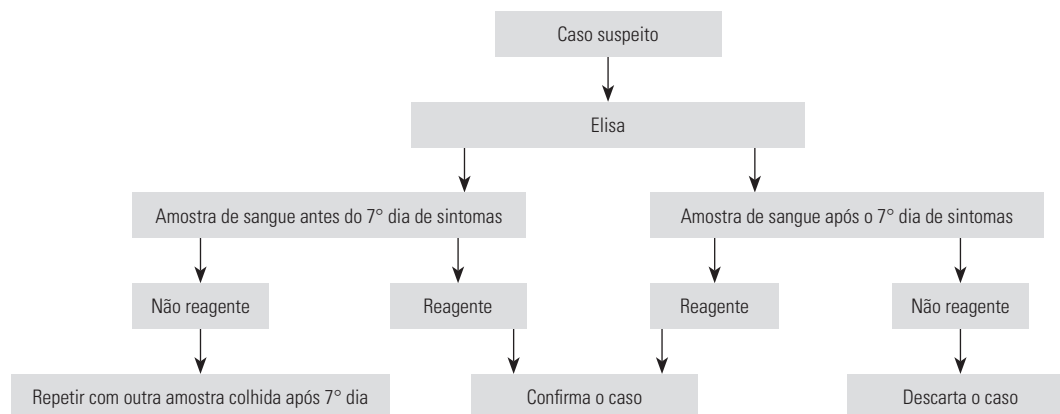 Caso suspeito
Elisa
Amostra de sangue antes do 7° dia de sintomas
Amostra de sangue após o 7° dia de sintomas
Não reagente
Reagente
Reagente
Não reagente
Repetir com outra amostra colhida após 7° dia
Confirma o caso
Descarta o caso